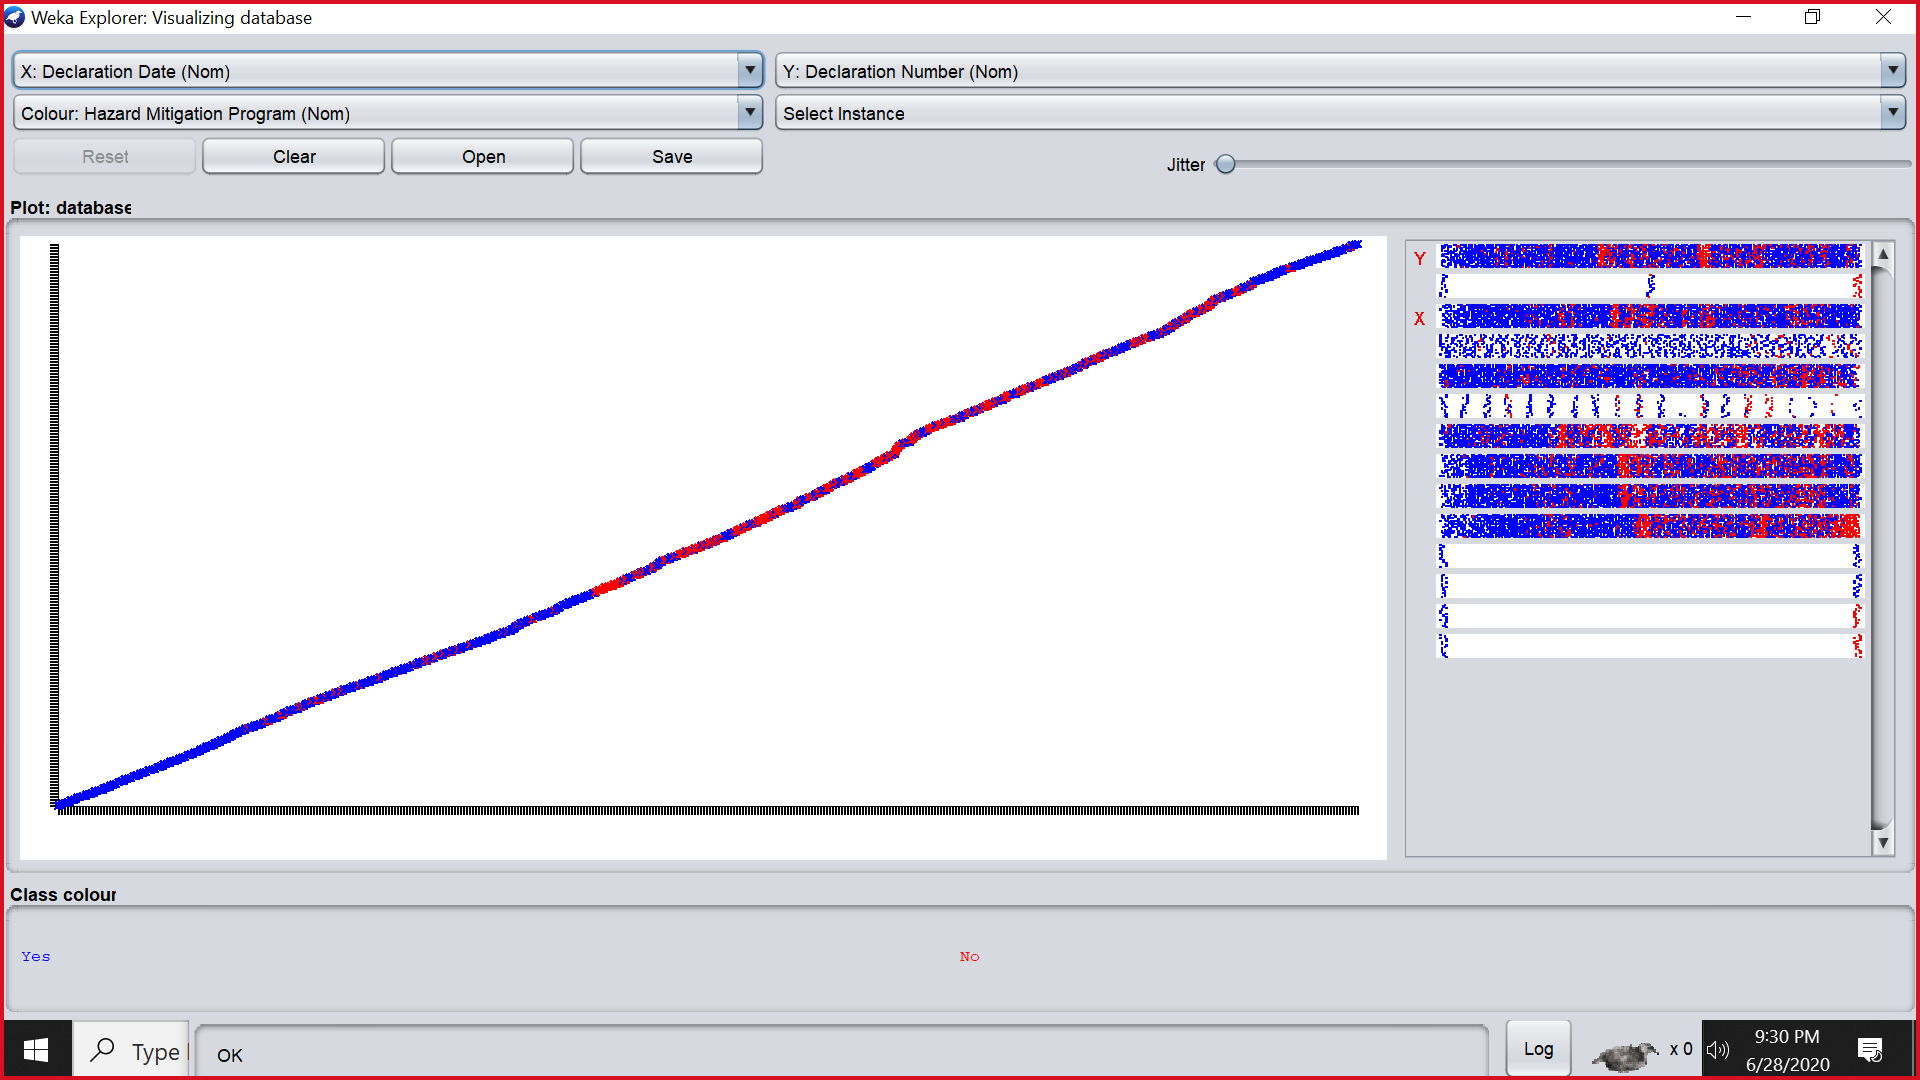 Weka Explorer: Visualizing database
X: Declaration Date (Nom)
Y: Declaration Number (Nom)
Colour: Hazard Mitigation Program (Nom)
Select Instance
Reset
Clear
Open
Save
Jitter
Plot: database
Y
X
Class colour
Yes
No
Type
OK
Log
x 0
9:30 PM
6/28/2020